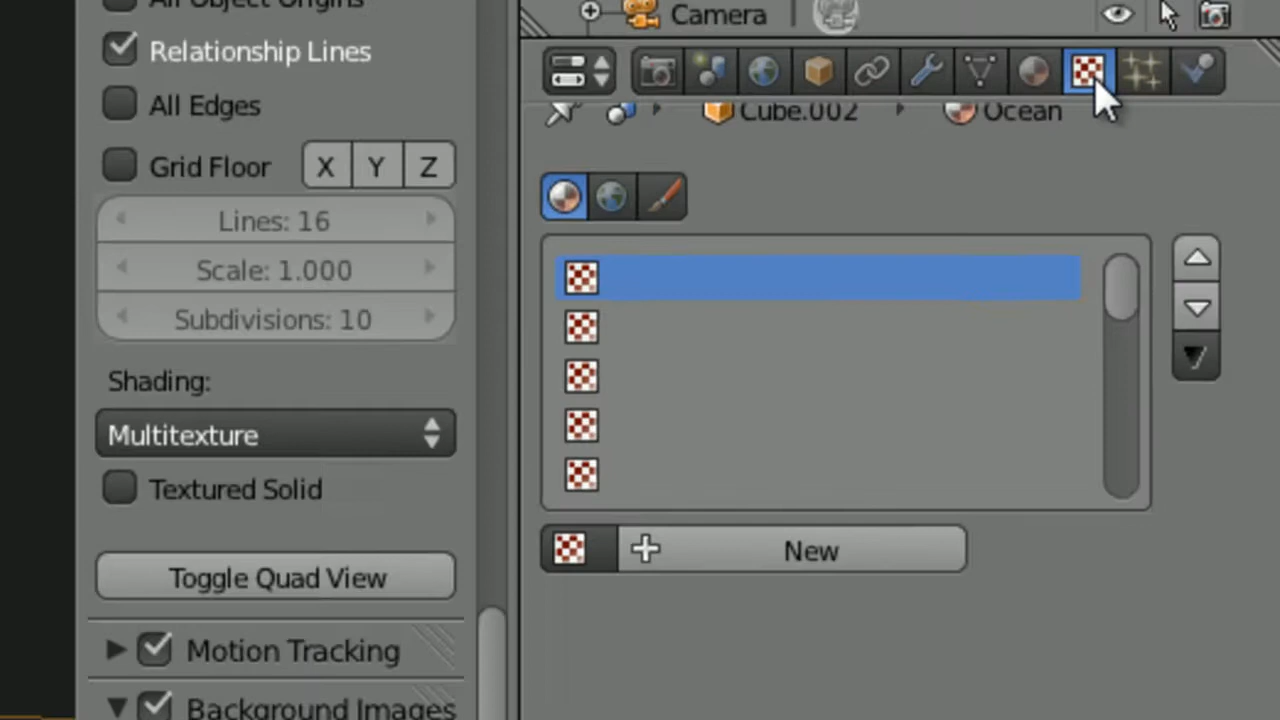 All Object Origins
Relationship Lines
All Edges
Grid Floor X Y Z
Lines: 16
Scale: 1.000
Subdivisions: 10
Shading:
Multitexture
Textured Solid
Toggle Quad View
Motion Tracking
Background Images
Camera
Cube.002 Ocean
New